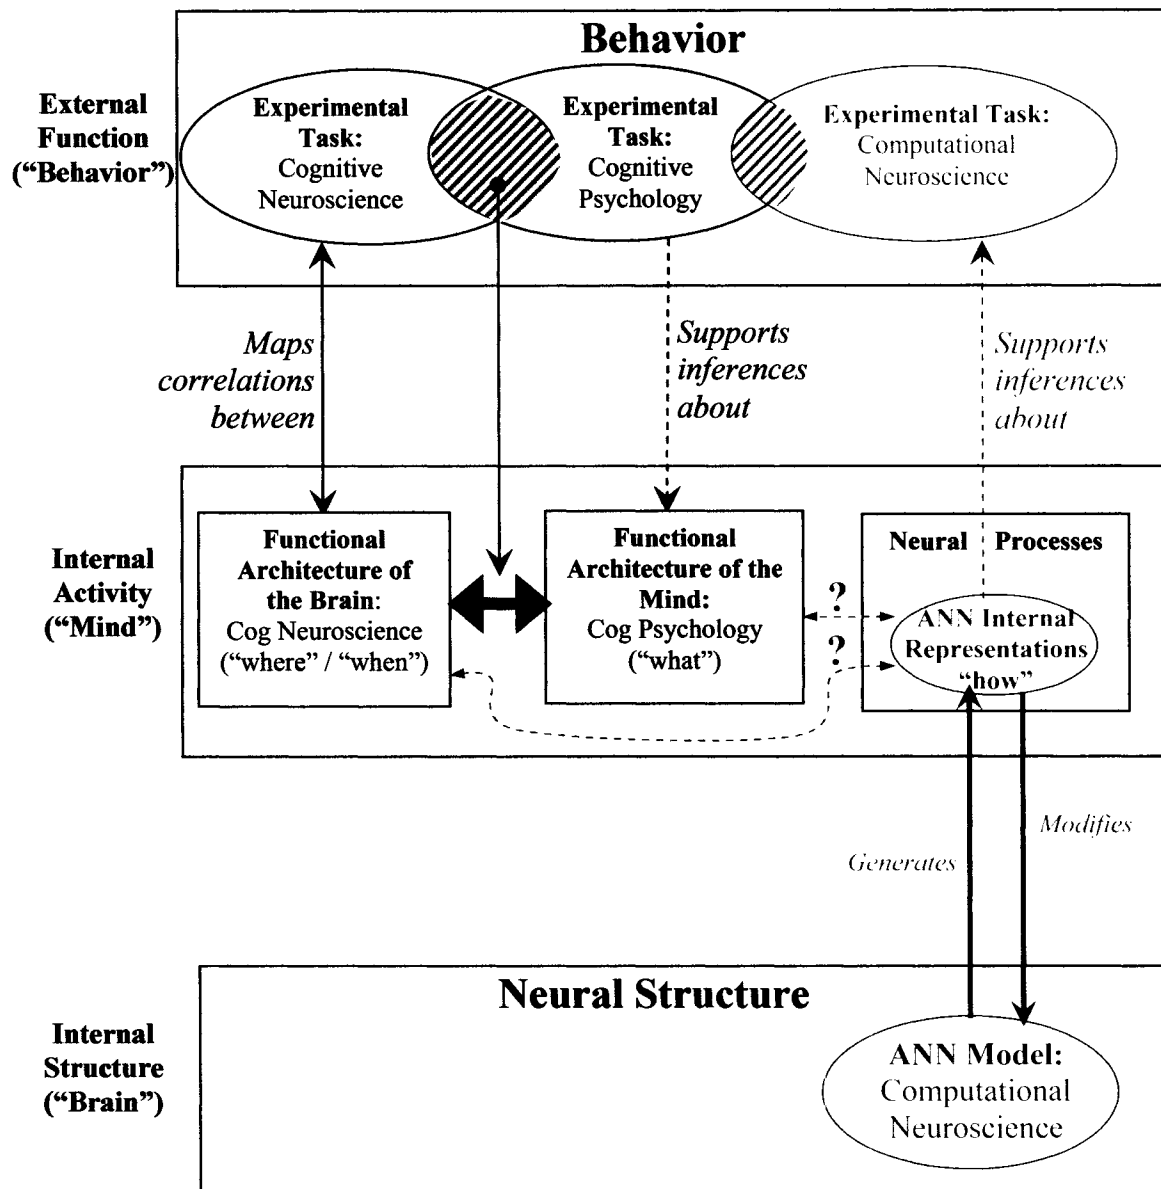 Behavior
External
Function
(“Behavior”)
Experimental
Task:
Cognitive
Neuroscience
Experimental
Task:
Cognitive
Psychology
Experimental Task:
Computational
Neuroscience
Maps
correlations
between
Supports
inferences
about
Supports
inferences
about
Internal
Activity
(“Mind”)
Functional
Architecture of
the Brain:
Cog Neuroscience
(“where” / “when”)
Functional
Architecture of the
Mind:
Cog Psychology
(“what”)
?
?
Neural Processes
ANN Internal
Representations
“how”
Generates
Modifies
Internal
Structure
(“Brain”)
Neural Structure
ANN Model:
Computational
Neuroscience